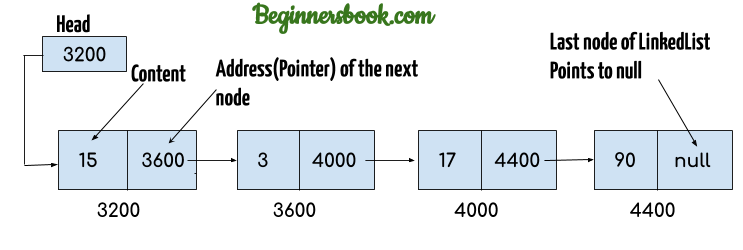 Beginnersbook.com
Head
3200
Content
Address(Pointer) of the next
node
Last node of LinkedList
Points to null
15 3600
3 4000
17 4400
90 null
3200
3600
4000
4400